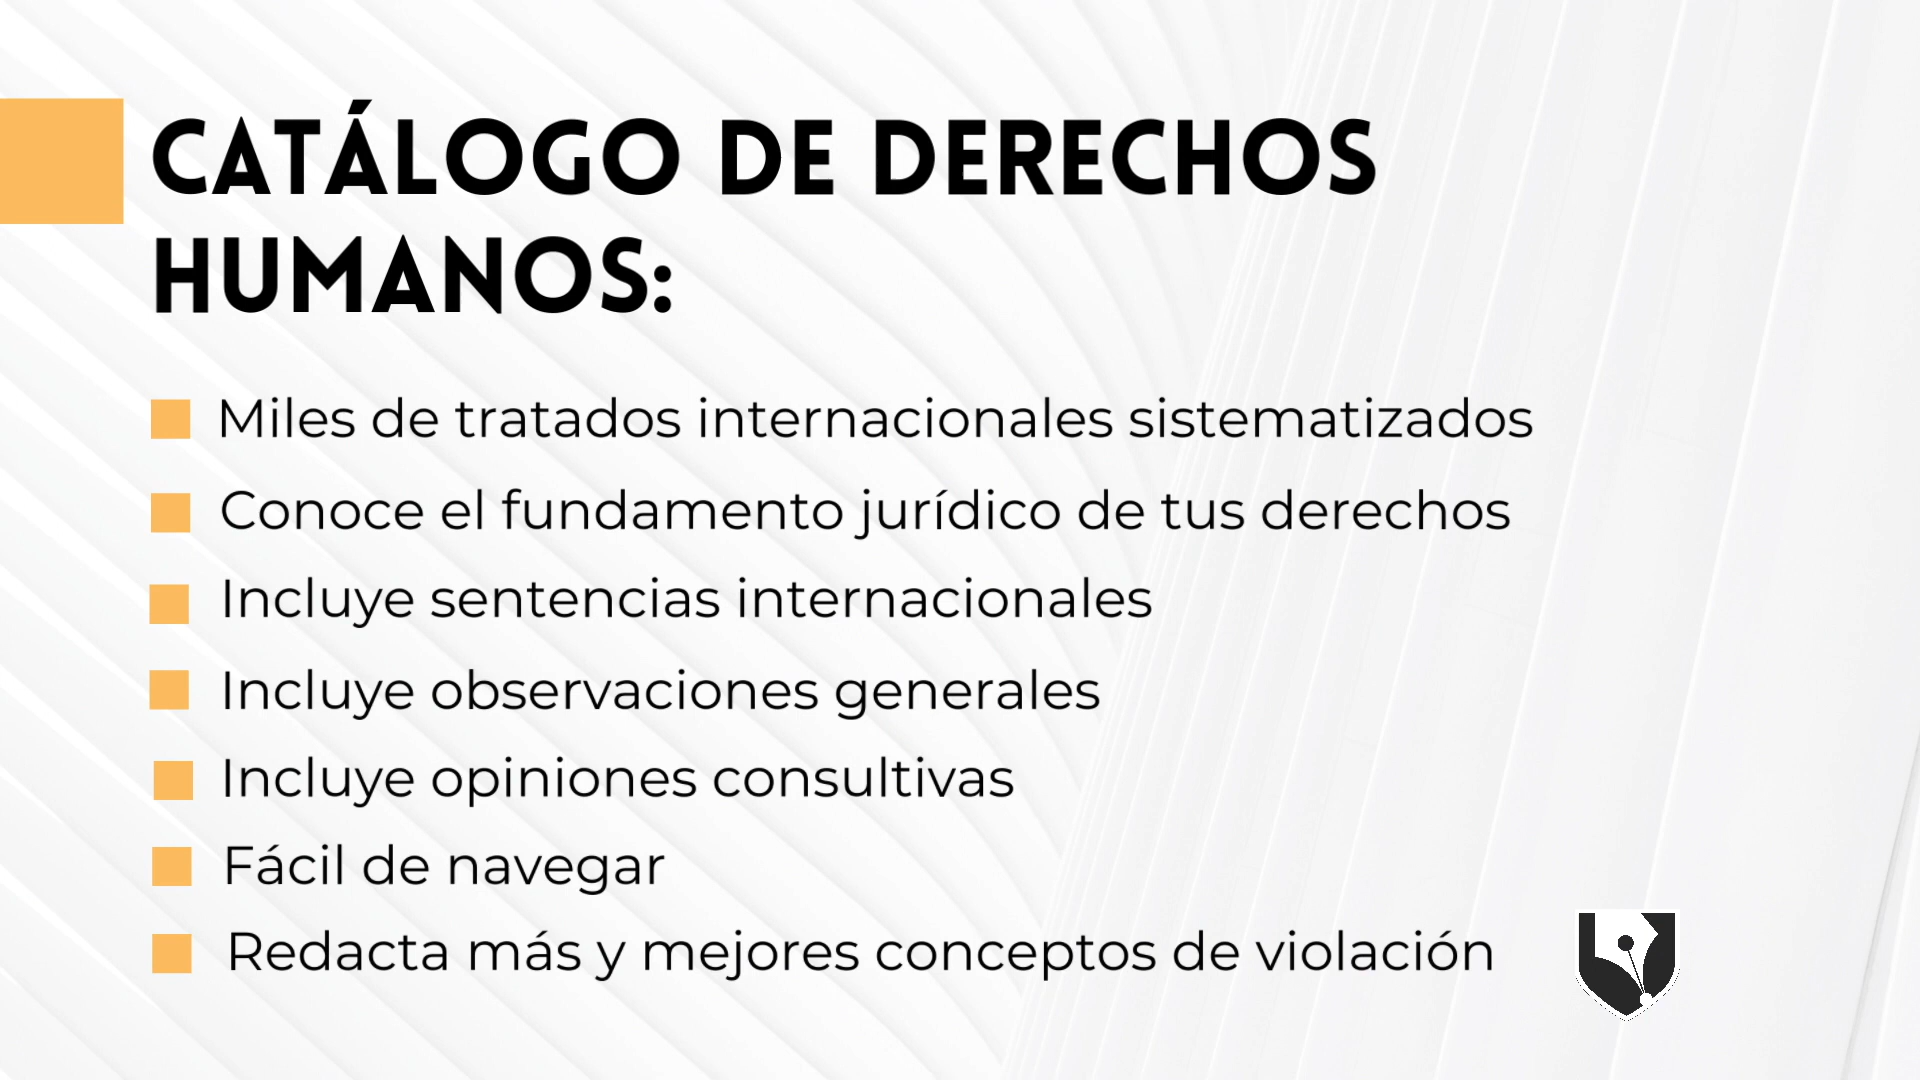 CATÁLOGO DE DERECHOS
HUMANOS:
Miles de tratados internacionales sistematizados
Conoce el fundamento jurídico de tus derechos
Incluye sentencias internacionales
Incluye observaciones generales
Incluye opiniones consultivas
Fácil de navegar
Redacta más y mejores conceptos de violación